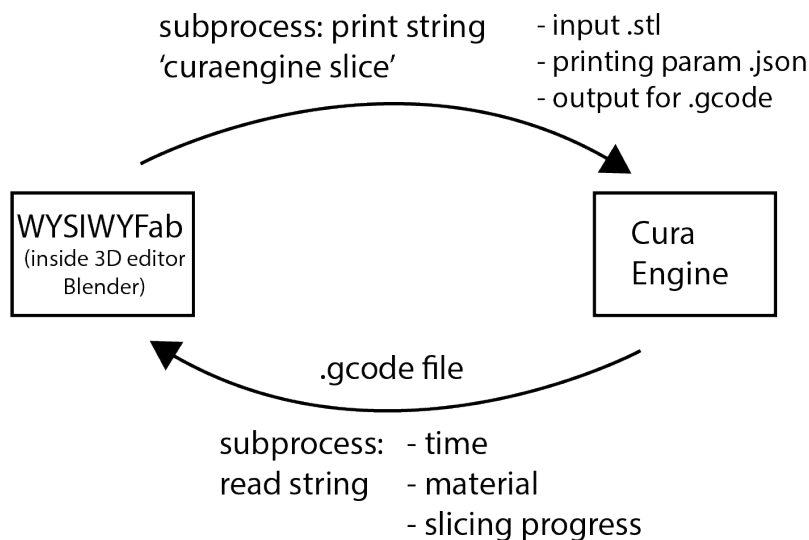 subprocess: print string
‘curaengine slice’
- input .stl
- printing param .json
- output for .gcode
WYSIWYFab
(inside 3D editor
Blender)
Cura
Engine
.gcode file
subprocess:
read string
- time
- material
- slicing progress